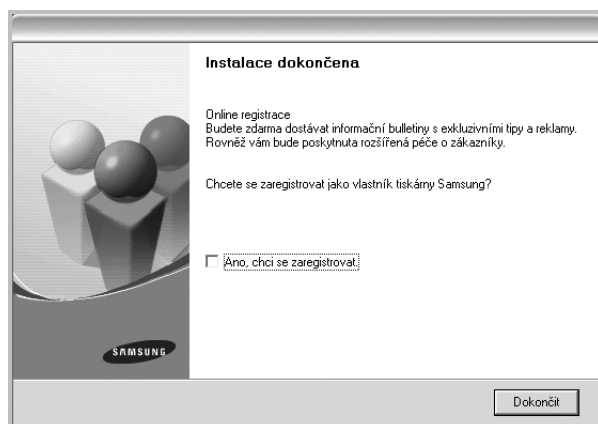 Instalace dokončena
Online registrace
Budete zdarma dostávat informační bulletiny s exkluzivními tipy a reklamy.
Rovněž vám bude poskytnuta rozšířená péče o zákazníky.
Chcete se zaregistrovat jako vlastník tiskárny Samsung?
Ano, chci se zaregistrovat.
SAMSUNG
Dokončit